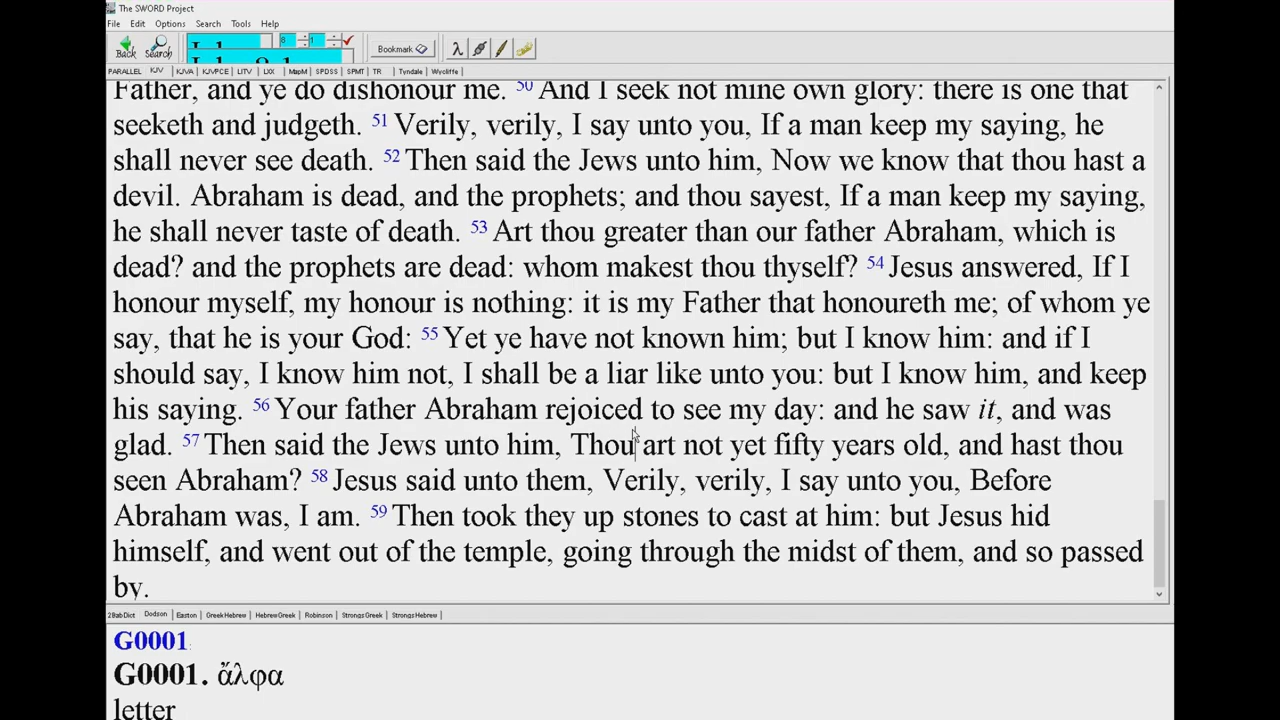 The SWORD Project
File Edit Options Search Tools Help
Back Search 8 1 Bookmark λ
PARALLEL KJV KJVA KJVPCE LITV LXX MapM SPDSS SPMT TR Tyndale Wycliffe
Father, and ye do dishonour me. 50 And I seek not mine own glory: there is one that
seeketh and judgeth. 51 Verily, verily, I say unto you, If a man keep my saying, he
shall never see death. 52 Then said the Jews unto him, Now we know that thou hast a
devil. Abraham is dead, and the prophets; and thou sayest, If a man keep my saying,
he shall never taste of death. 53 Art thou greater than our father Abraham, which is
dead? and the prophets are dead: whom makest thou thyself? 54 Jesus answered, If I
honour myself, my honour is nothing: it is my Father that honoureth me; of whom ye
say, that he is your God: 55 Yet ye have not known him; but I know him: and if I
should say, I know him not, I shall be a liar like unto you: but I know him, and keep
his saying. 56 Your father Abraham rejoiced to see my day: and he saw it, and was
glad. 57 Then said the Jews unto him, Thou art not yet fifty years old, and hast thou
seen Abraham? 58 Jesus said unto them, Verily, verily, I say unto you, Before
Abraham was, I am. 59 Then took they up stones to cast at him: but Jesus hid
himself, and went out of the temple, going through the midst of them, and so passed
by.
2BabDict Dodson Easton GreekHebrew HebrewGreek Robinson StrongsGreek StrongsHebrew
G0001
G0001. ἄλφα
letter